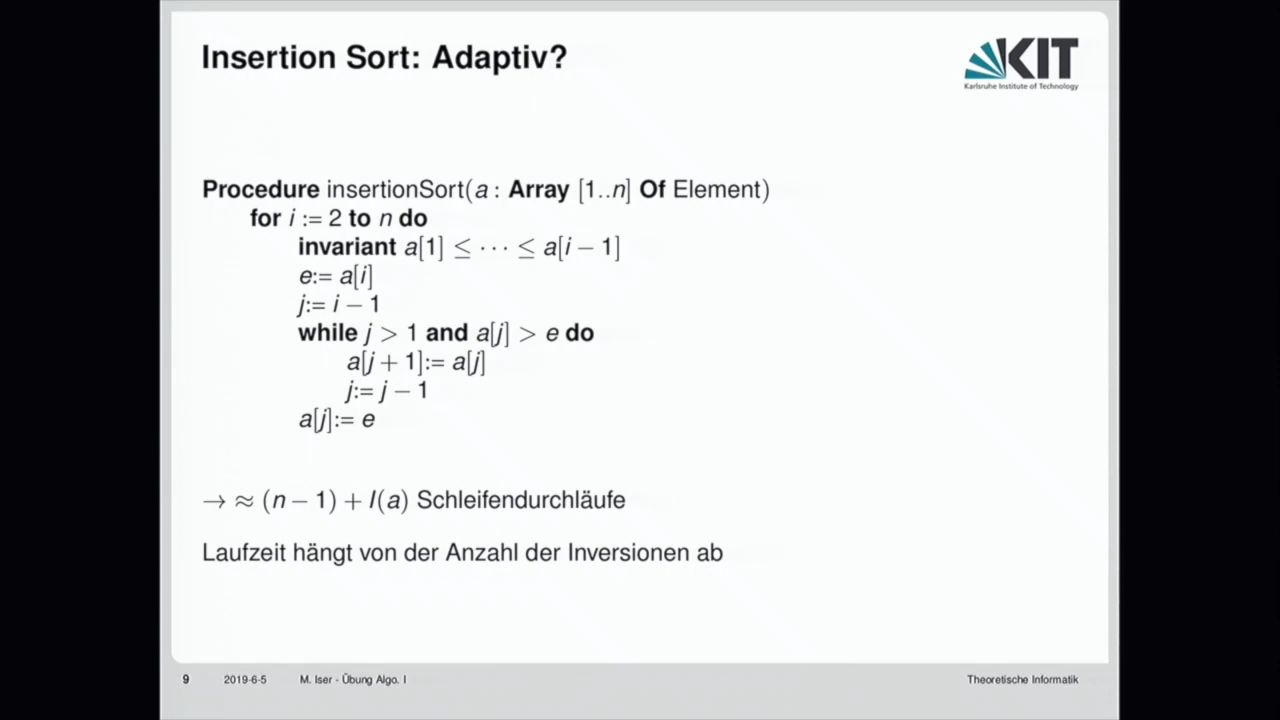 Insertion Sort: Adaptiv?
KIT
Karlsruhe Institute of Technology
Procedure insertionSort(a : Array [1..n] Of Element)
for i := 2 to n do
invariant a[1] ≤ ⋯ ≤ a[i − 1]
e:= a[i]
j:= i − 1
while j > 1 and a[j] > e do
a[j + 1]:= a[j]
j:= j − 1
a[j]:= e
→ ≈ (n − 1) + I(a) Schleifendurchläufe
Laufzeit hängt von der Anzahl der Inversionen ab
9 2019-6-5 M. Iser - Übung Algo. I Theoretische Informatik